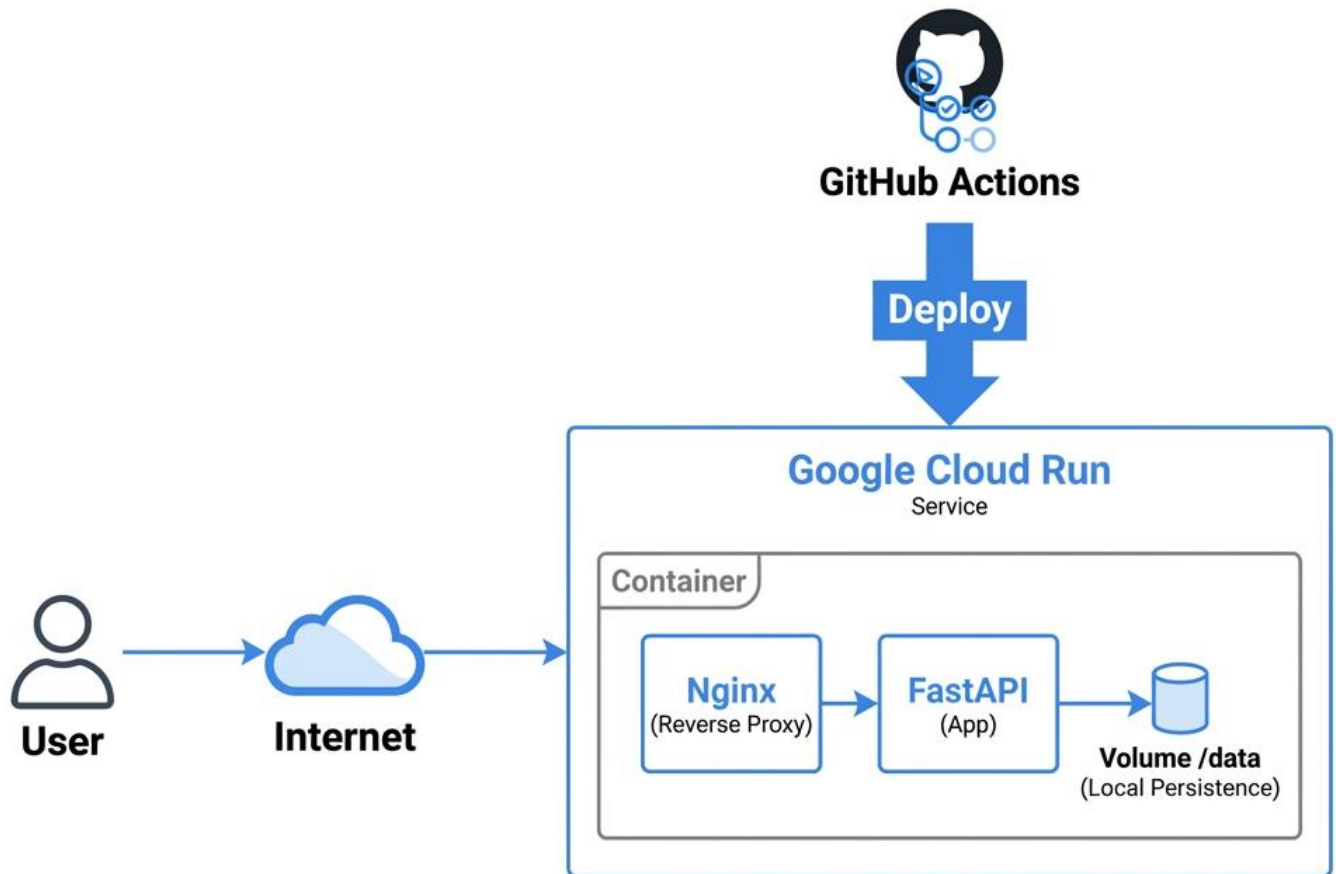 GitHub Actions
Deploy
Google Cloud Run
Service
Container
Nginx
(Reverse Proxy)
FastAPI
(App)
Volume /data
(Local Persistence)
User
Internet